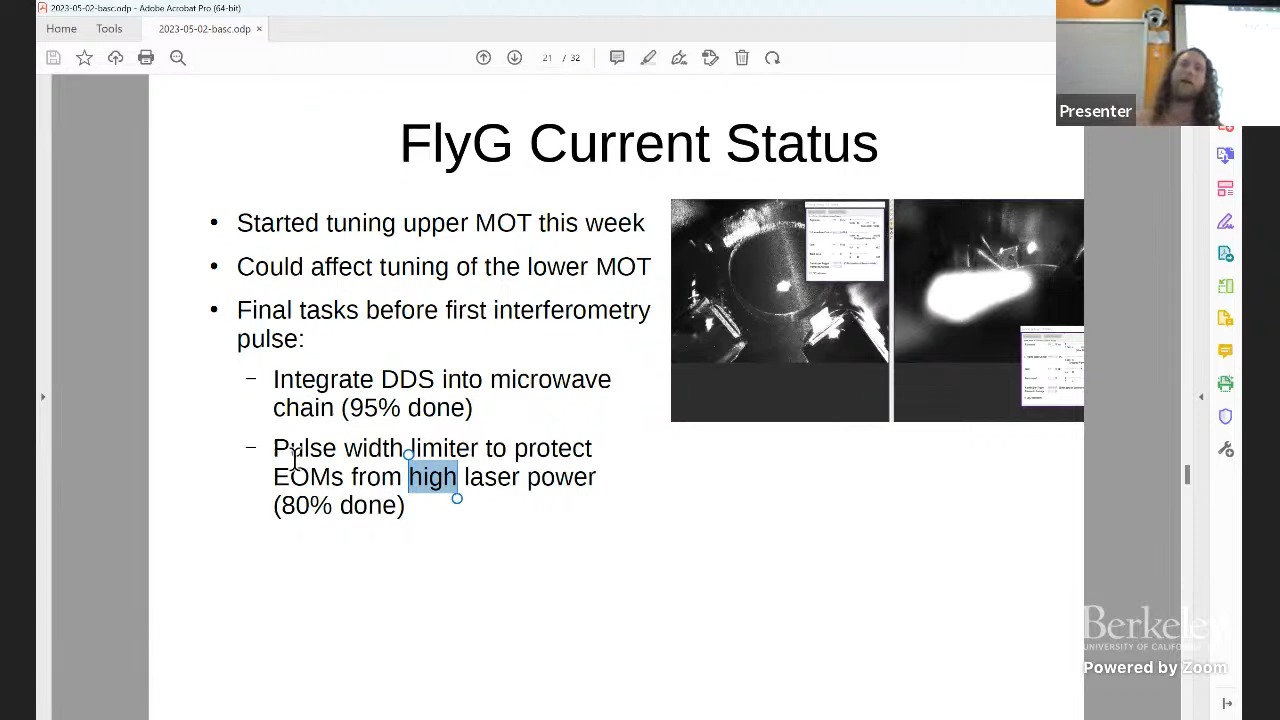 2023-05-02-basc.odp - Adobe Acrobat Pro (64-bit)
Home
Tools
2023-05-02-basc.odp ×
21 / 32
Presenter
FlyG Current Status
• Started tuning upper MOT this week
• Could affect tuning of the lower MOT
• Final tasks before first interferometry
pulse:
– Integrate DDS into microwave
chain (95% done)
– Pulse width limiter to protect
EOMs from high laser power
(80% done)
Berkeley
UNIVERSITY OF CALIFORNIA
Powered by Zoom